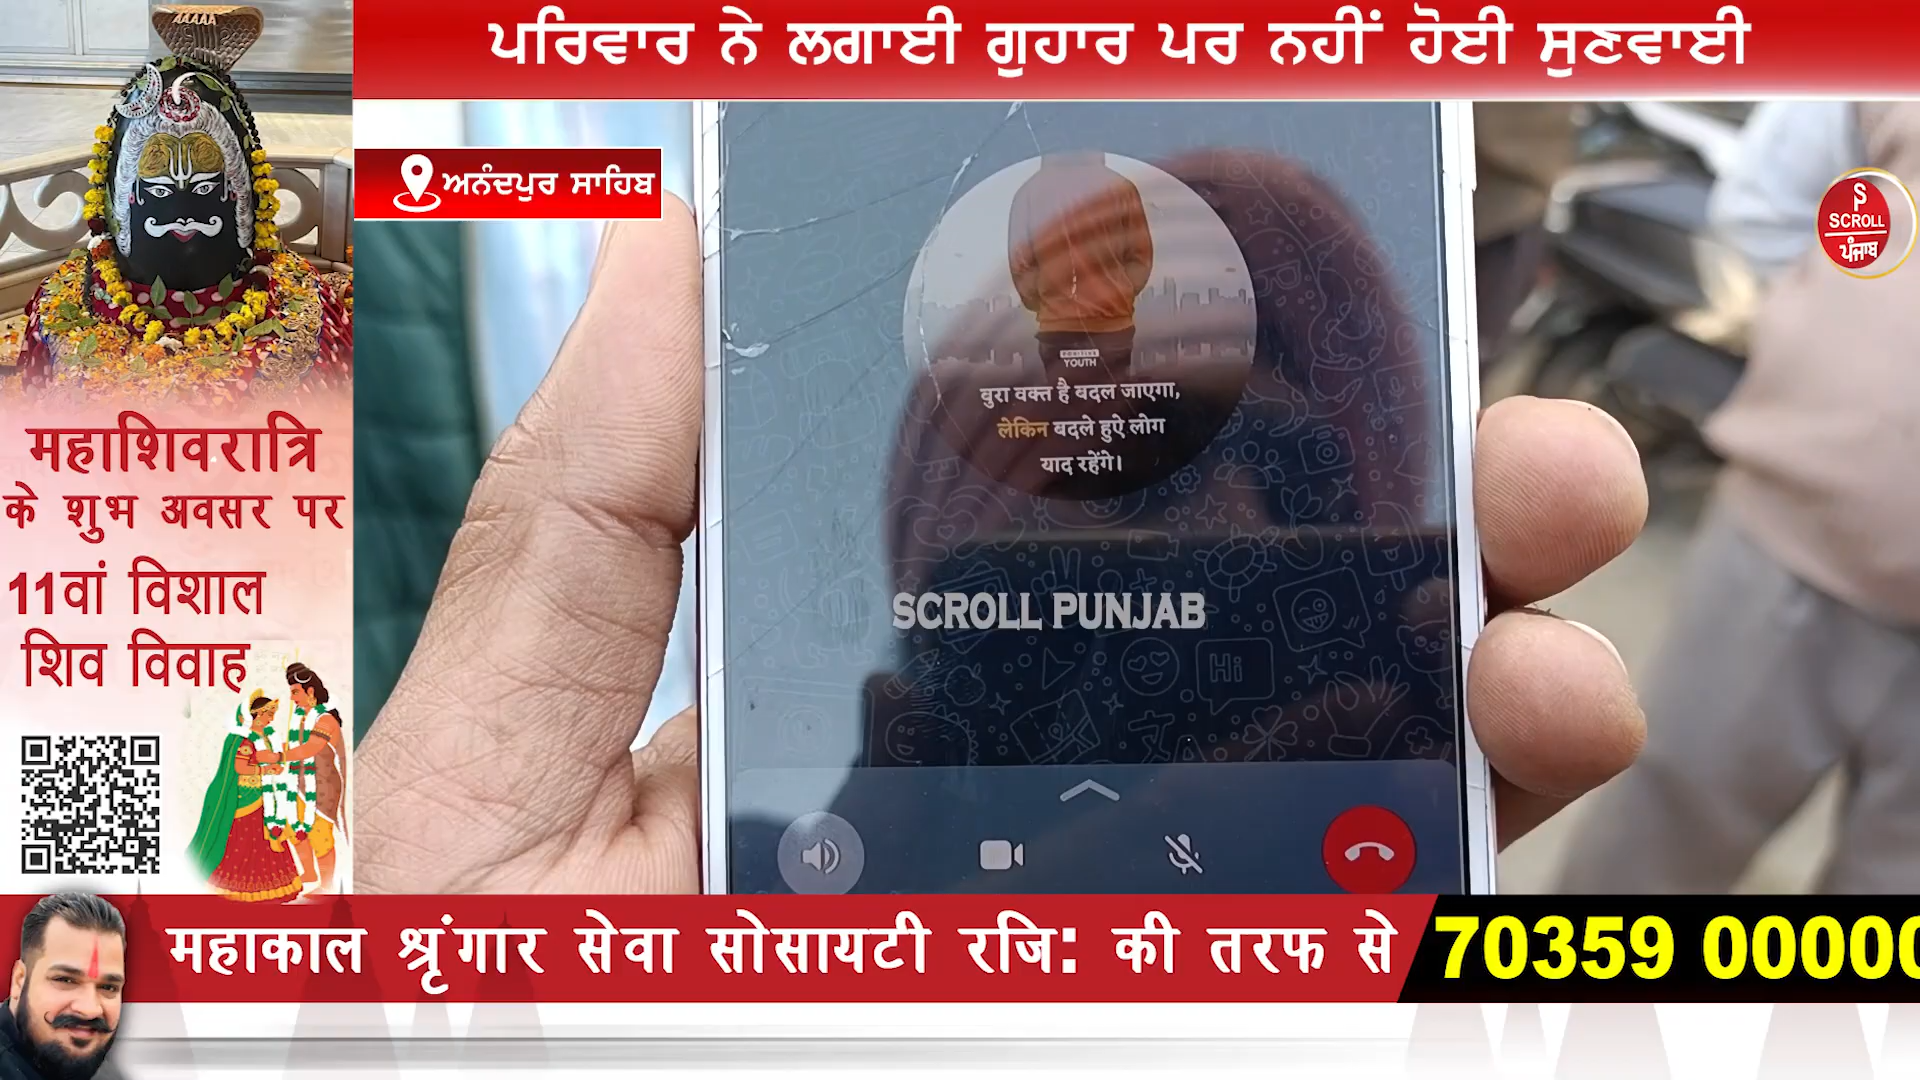 ਪਰਿਵਾਰ ਨੇ ਲਗਾਈ ਗੁਹਾਰ ਪਰ ਨਹੀਂ ਹੋਈ ਸੁਣਵਾਈ
ਅਨੰਦਪੁਰ ਸਾਹਿਬ
SCROLL
ਪੰਜਾਬ
YOUTH
बुरा वक्त है बदल जाएगा,
लेकिन बदले हुऐ लोग
याद रहेंगे।
SCROLL PUNJAB
Hi
महाशिवरात्रि
के शुभ अवसर पर
11वां विशाल
शिव विवाह
महाकाल श्रृंगार सेवा सोसायटी रजि: की तरफ से
70359 00000